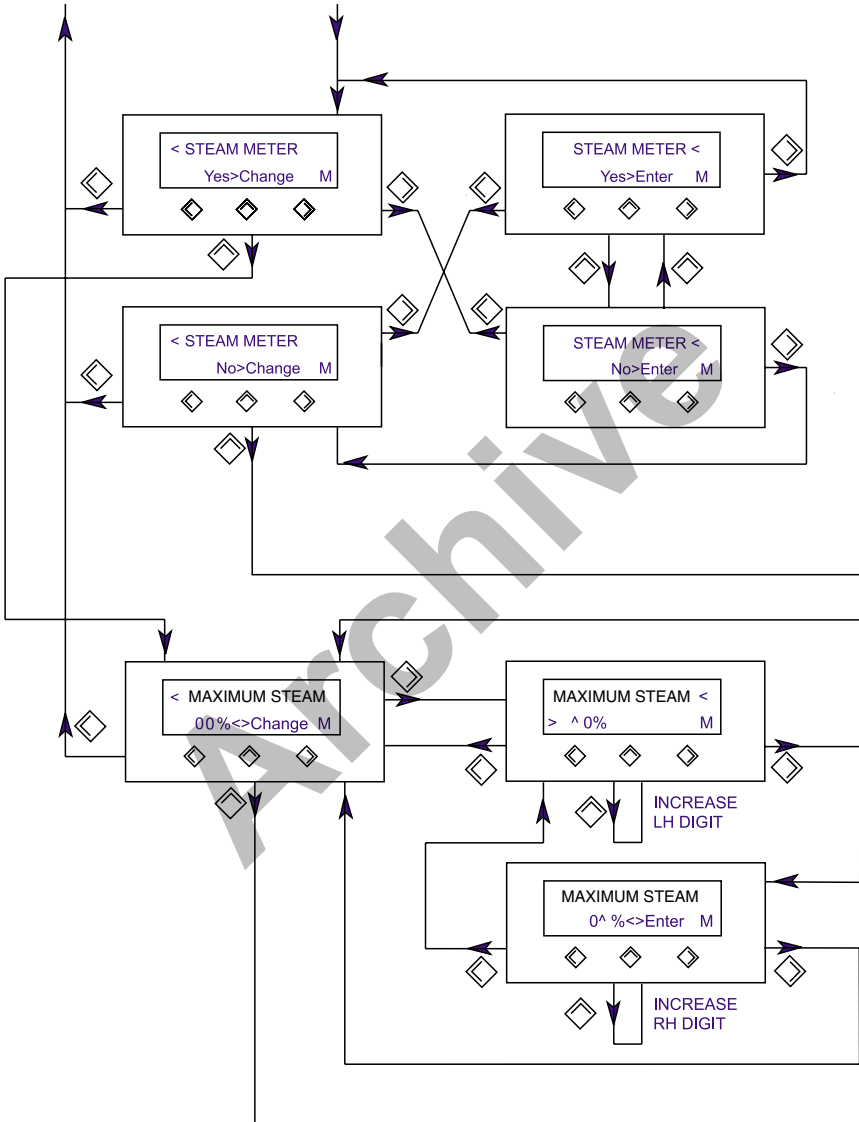 < STEAM METER
Yes>Change M
STEAM METER <
Yes>Enter M
< STEAM METER
No>Change M
STEAM METER <
No>Enter M
< MAXIMUM STEAM
00%<>Change M
MAXIMUM STEAM <
> ^ 0% M
INCREASE
LH DIGIT
MAXIMUM STEAM
0^ %<>Enter M
INCREASE
RH DIGIT
Archive